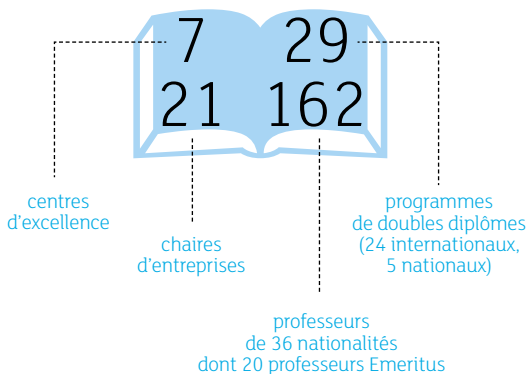 7 29
21 162
centres
d'excellence
programmes
de doubles diplômes
(24 internationaux,
5 nationaux)
chaires
d'entreprises
professeurs
de 36 nationalités
dont 20 professeurs Emeritus